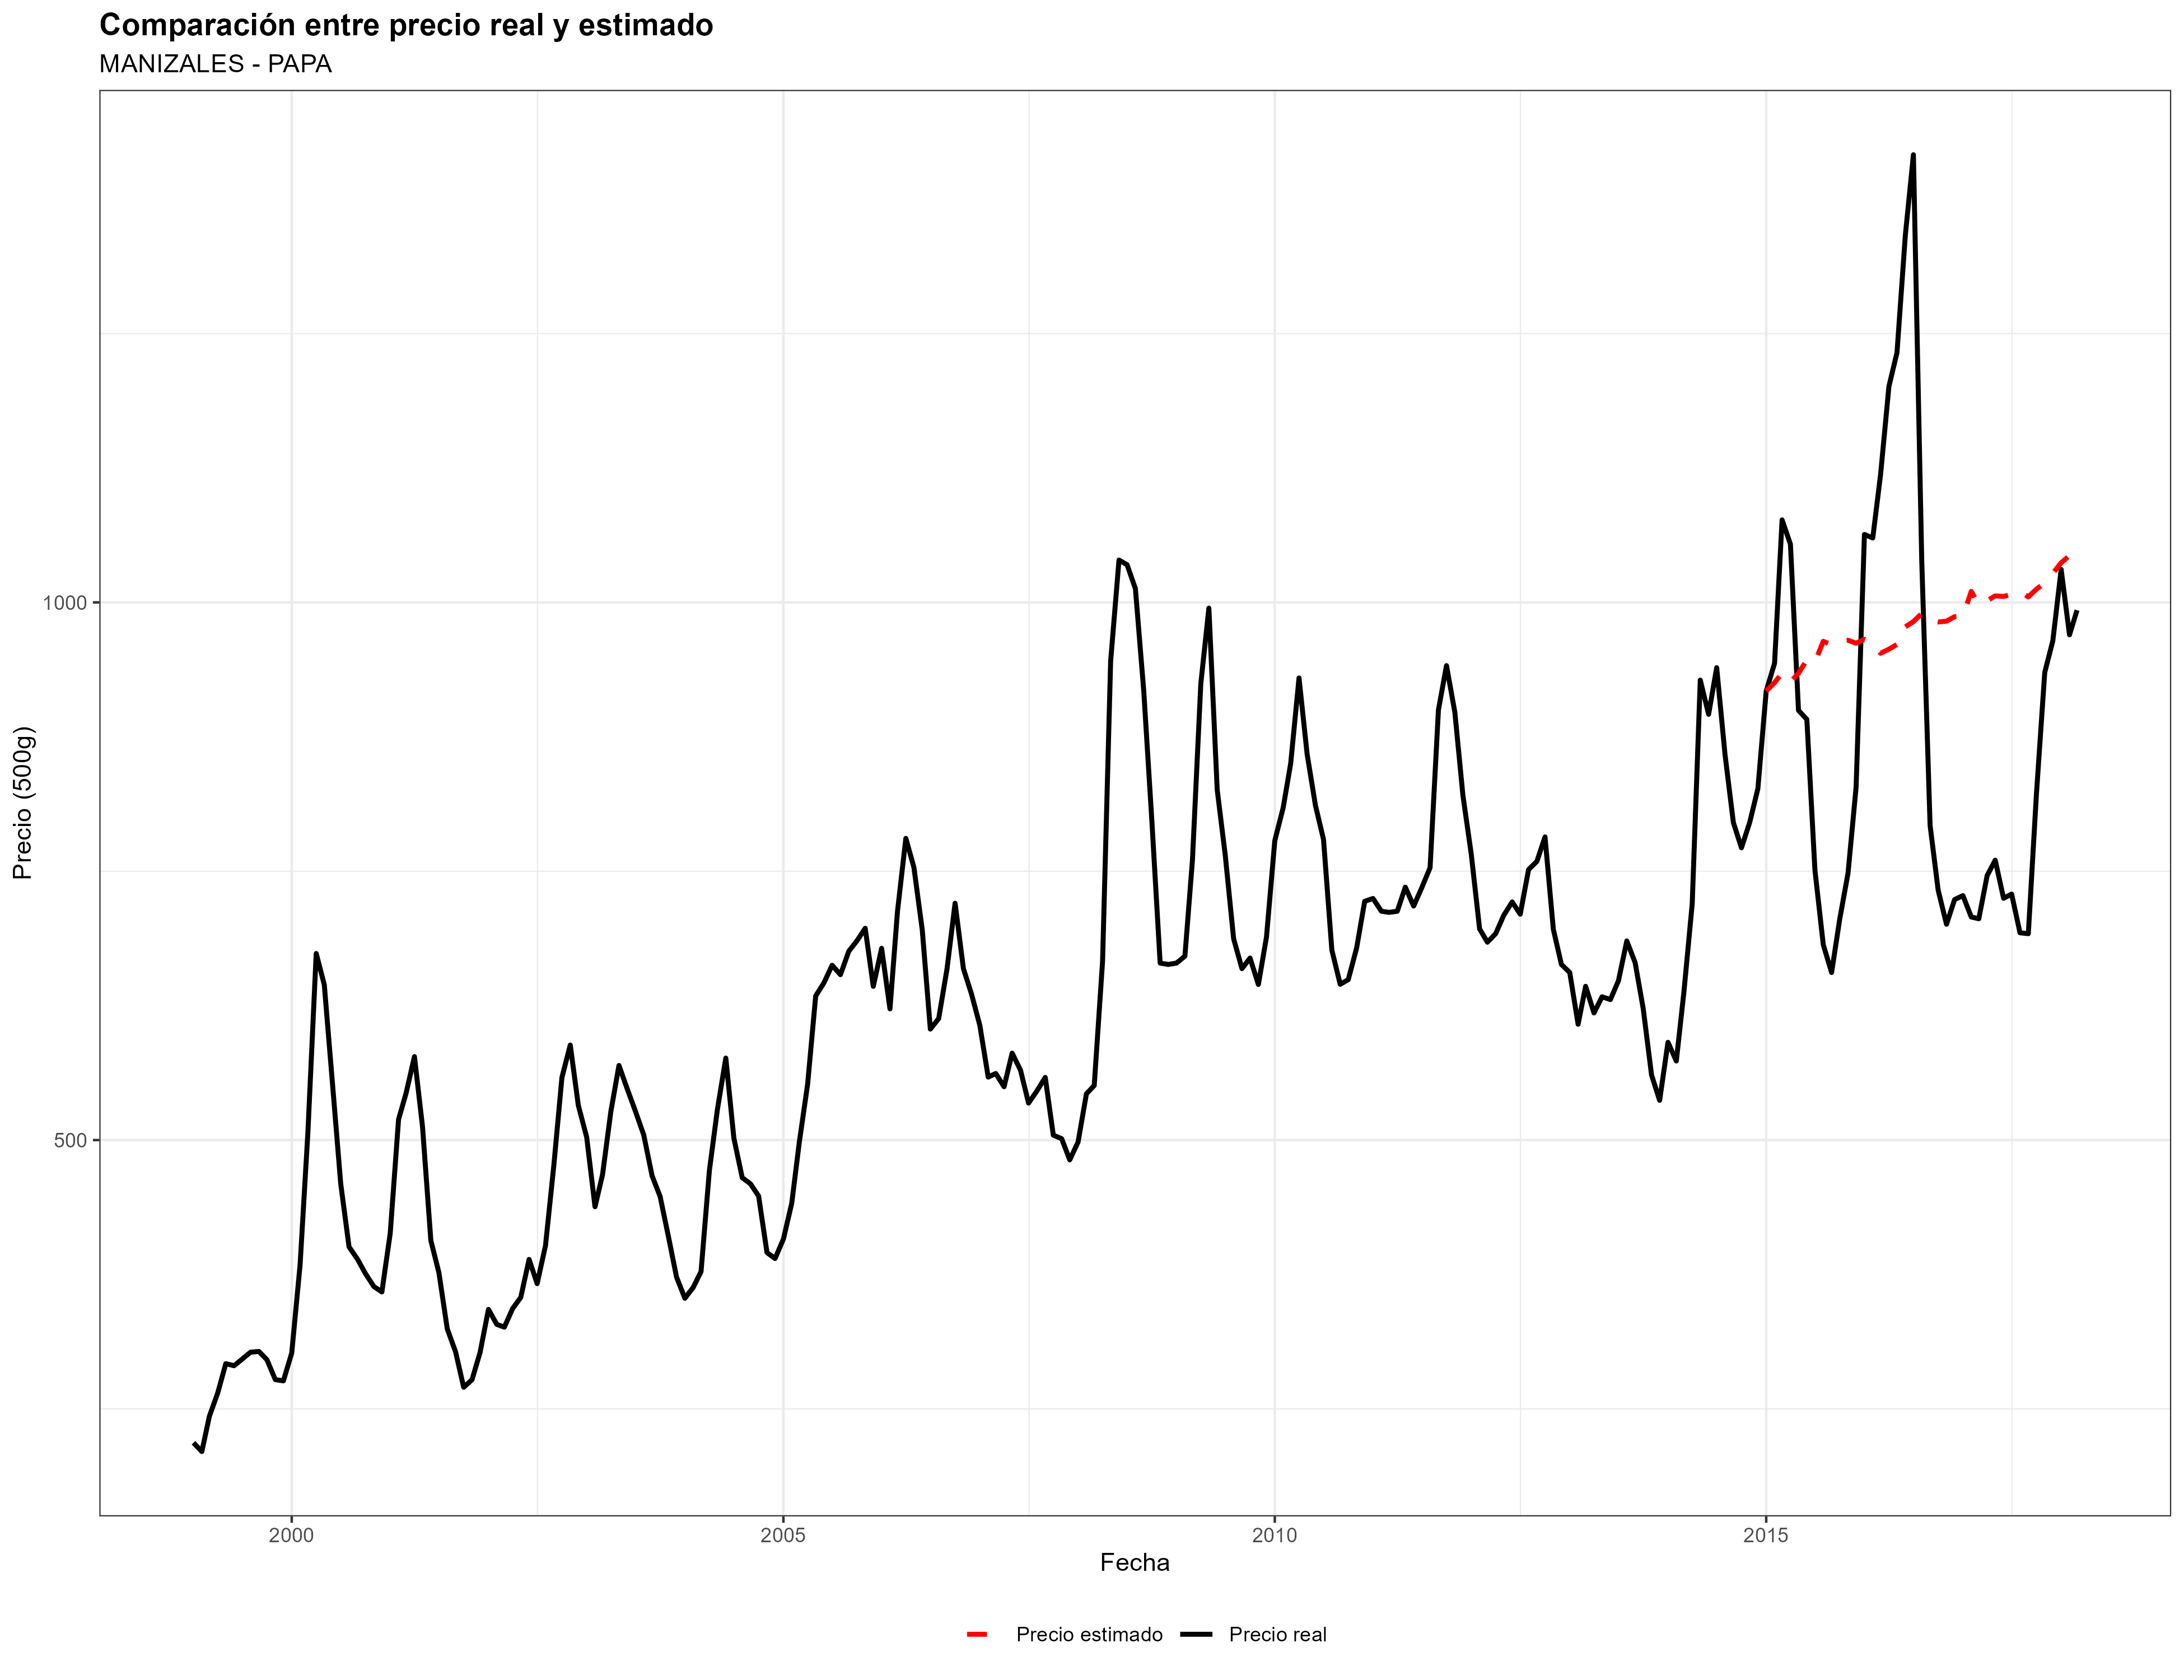 Comparación entre precio real y estimado
MANIZALES - PAPA
Precio (500g)
1000
500
2000
2005
2010
2015
Fecha
Precio estimado
Precio real